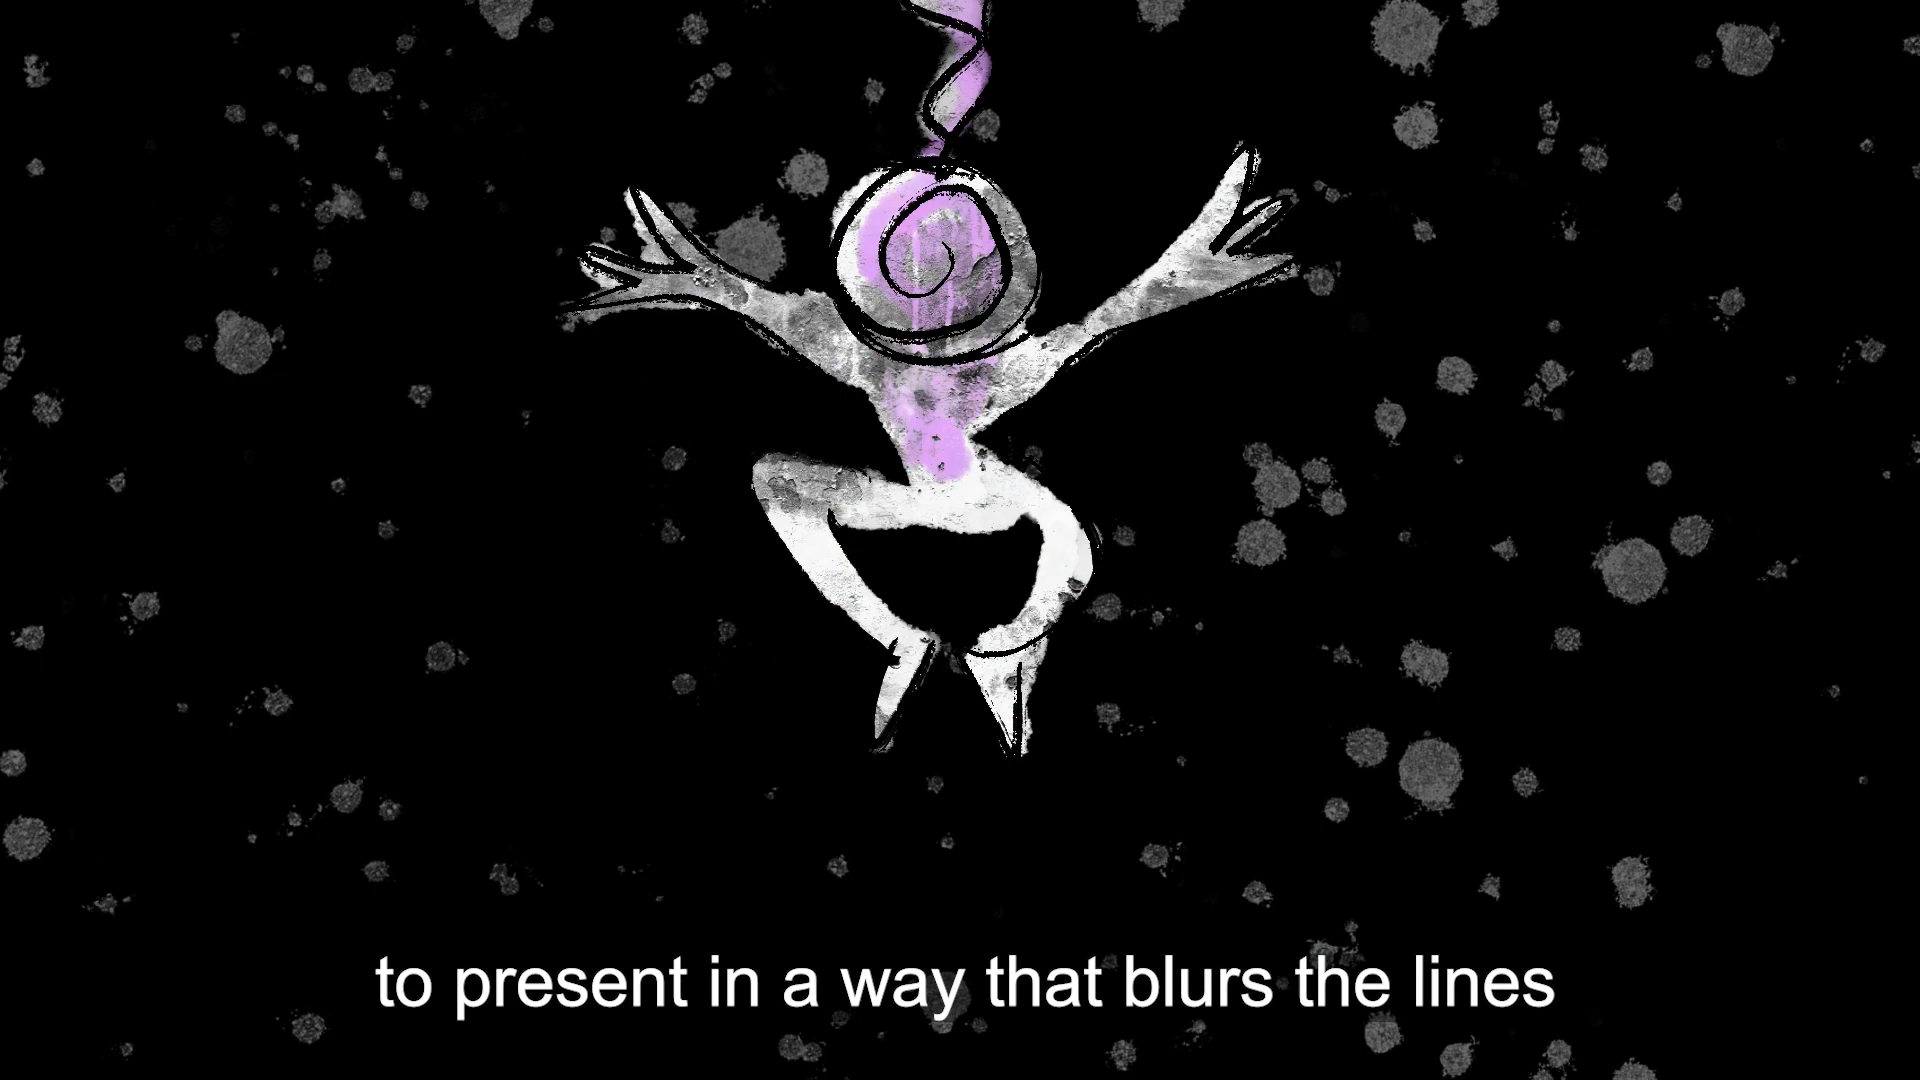 to present in a way that blurs the lines